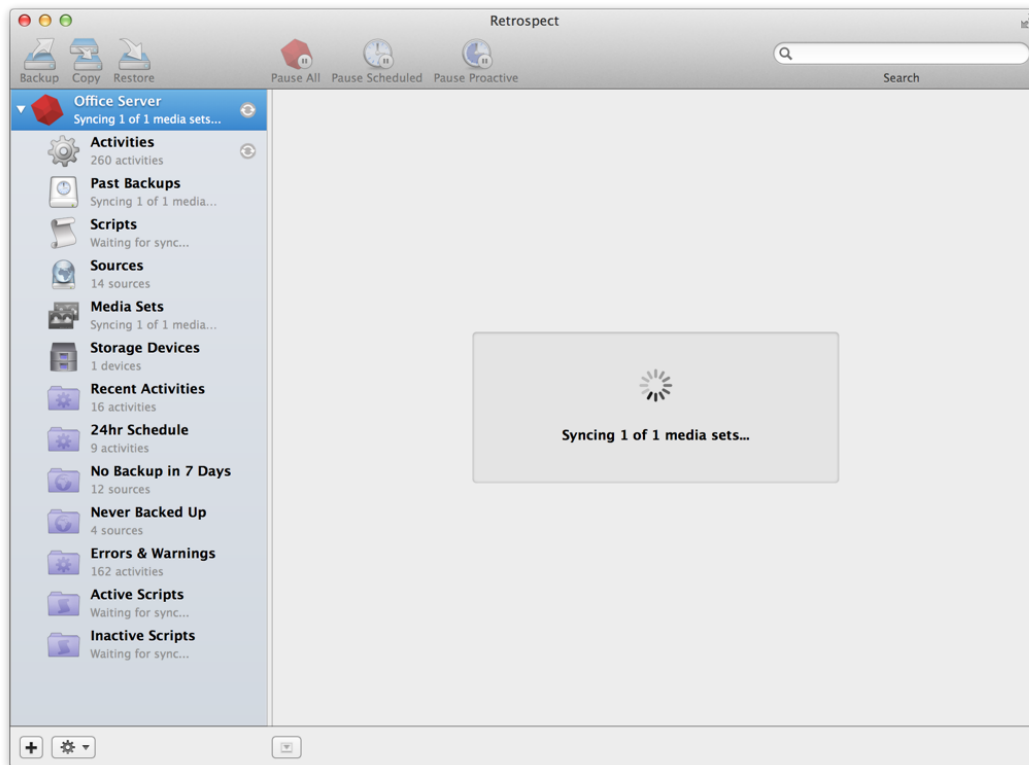 Retrospect
Backup Copy Restore
Pause All Pause Scheduled Pause Proactive
Search
Office Server
Syncing 1 of 1 media sets...
Activities
260 activities
Past Backups
Syncing 1 of 1 media...
Scripts
Waiting for sync...
Sources
14 sources
Media Sets
Syncing 1 of 1 media...
Storage Devices
1 devices
Recent Activities
16 activities
24hr Schedule
9 activities
No Backup in 7 Days
12 sources
Never Backed Up
4 sources
Errors & Warnings
162 activities
Active Scripts
Waiting for sync...
Inactive Scripts
Waiting for sync...
Syncing 1 of 1 media sets...